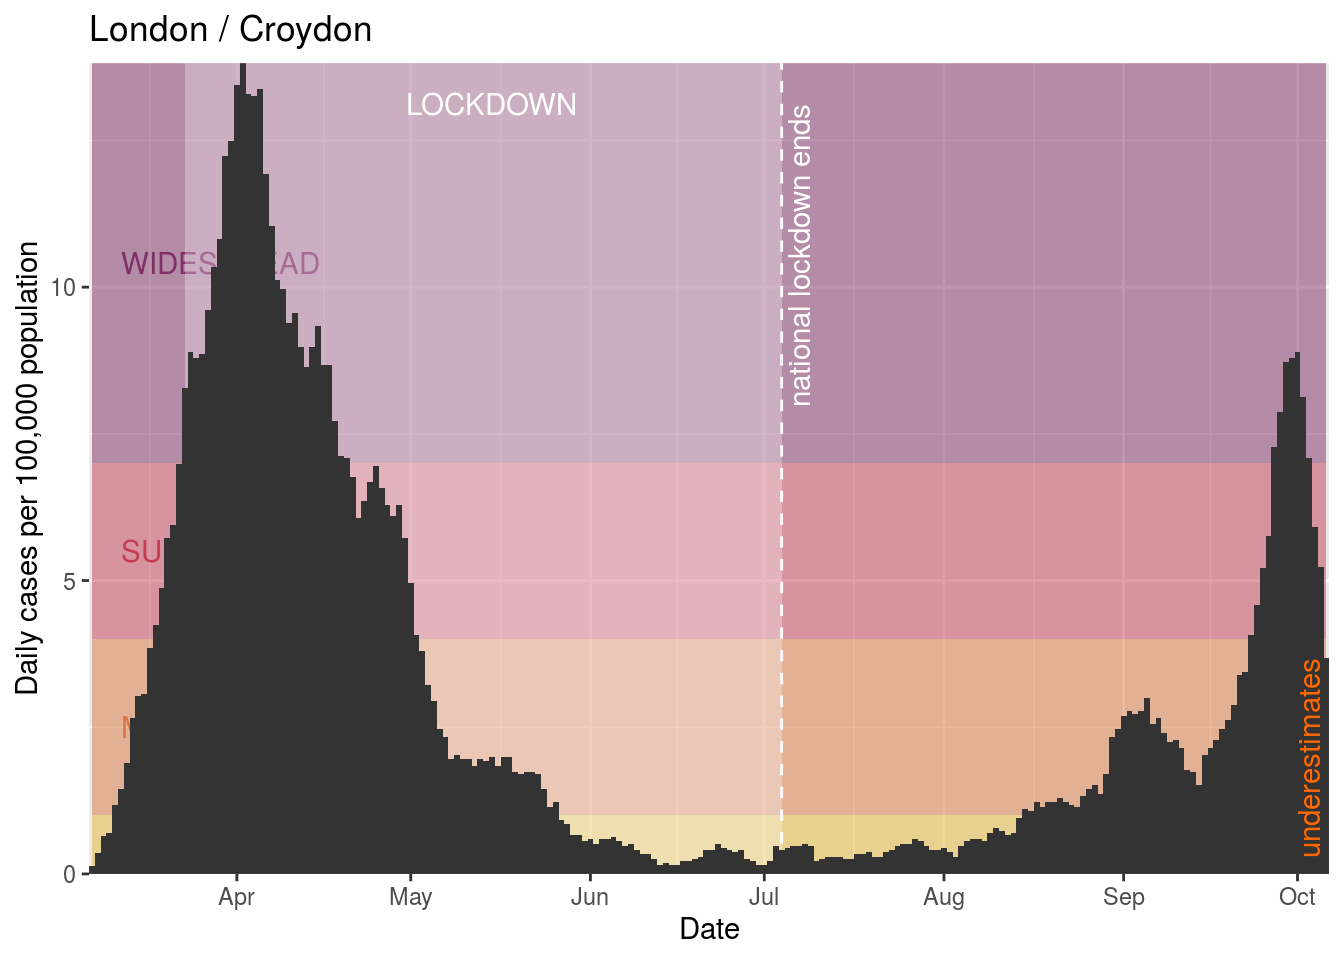 London / Croydon
LOCKDOWN
national lockdown ends
10
5
0
Daily cases per 100,000 population
underestimates
Apr
May
Jun
Jul
Aug
Sep
Oct
Date